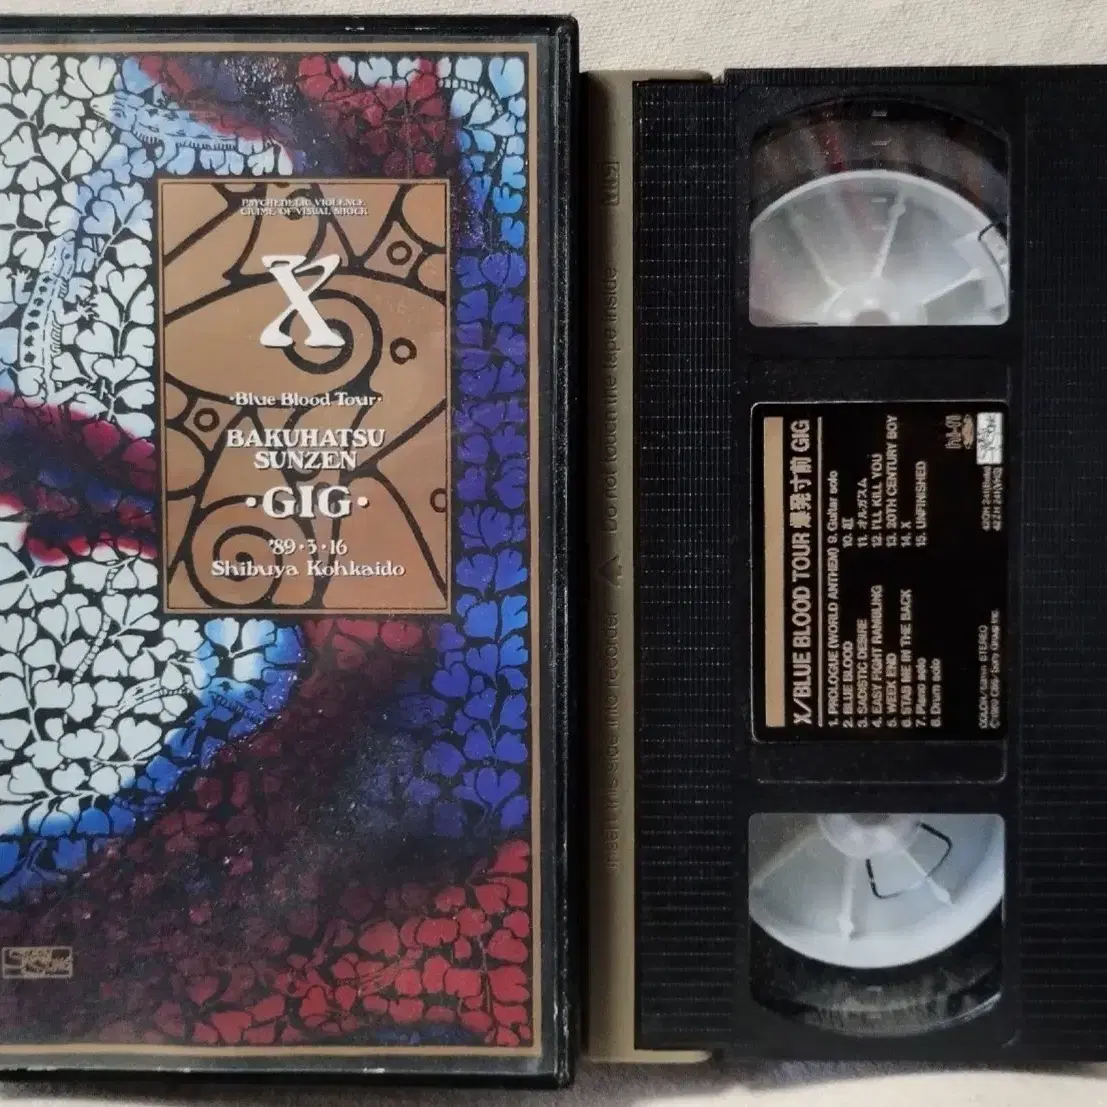 PSYCHEDELIC VIOLENCE
CRIME OF VISUAL SHOCK
X
·Blue Blood Tour·
BAKUHATSU
SUNZEN
·GIG·
'89·3·16
Shibuya Kohkaido
VHS
Do not touch the tape inside
Insert this side into recorder
X/BLUE BLOOD TOUR 爆発寸前 GIG
1. PROLOGUE (WORLD ANTHEM)
2. BLUE BLOOD
3. SADISTIC DESIRE
4. EASY FIGHT RAMBLING
5. WEEK END
6. STAB ME IN THE BACK
7. Piano solo
8. Drum solo
9. Guitar solo
10. 紅
11. オルガスム
12. I'LL KILL YOU
13. 20TH CENTURY BOY
14. X
15. UNFINISHED
STEREO